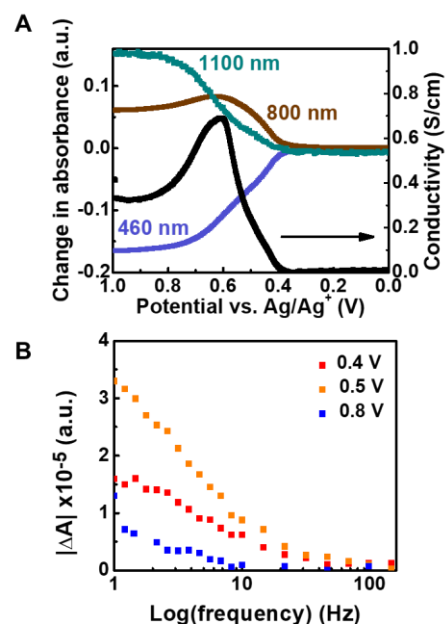 A
Change in absorbance (a.u.)
0.1
0.0
-0.1
-0.2
1100 nm
800 nm
460 nm
1.0
0.8
0.6
0.4
0.2
0.0
Conductivity (S/cm)
1.0 0.8 0.6 0.4 0.2 0.0
Potential vs. Ag/Ag⁺ (V)
B
|ΔA| x10⁻⁵ (a.u.)
5
4
3
2
1
0
0.4 V
0.5 V
0.8 V
1 10 100
Log(frequency) (Hz)